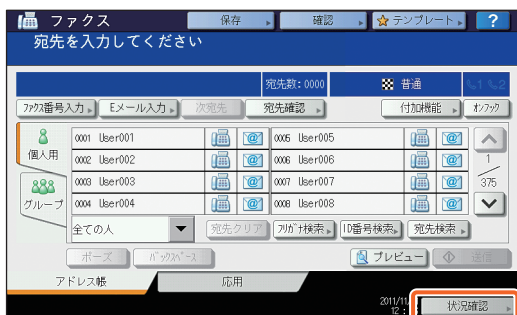 ファクス 保存 確認 テンプレート ?
宛先を入力してください
宛先数: 0000 普通
ファクス番号入力 Eメール入力 次宛先 宛先確認 付加機能 オンフック
個人用
グループ
0001 User001 0005 User005
0002 User002 0006 User006
0003 User003 0007 User007
0004 User004 0008 User008
1
375
全ての人 宛先クリア フリガナ検索 ID番号検索 宛先検索
ポーズ バックスペース プレビュー 送信
アドレス帳 応用
2011/11/
12 :
状況確認